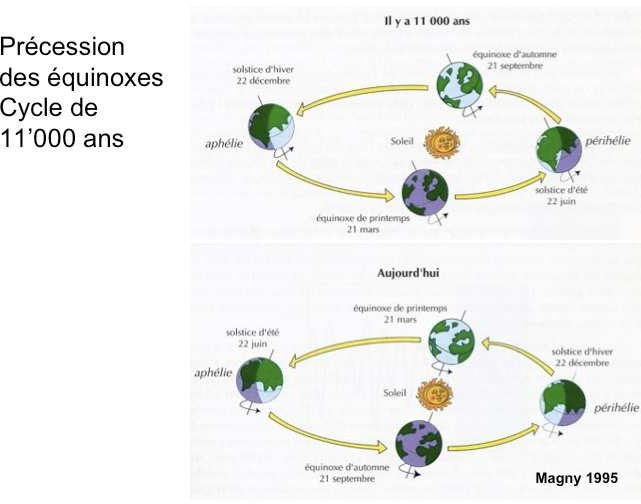 Précession
des équinoxes
Cycle de
11’000 ans
Il y a 11 000 ans
équinoxe d'automne
21 septembre
solstice d'hiver
22 décembre
aphélie
Soleil
périhélie
solstice d'été
22 juin
équinoxe de printemps
21 mars
Aujourd'hui
équinoxe de printemps
21 mars
solstice d'été
22 juin
solstice d'hiver
22 décembre
aphélie
Soleil
périhélie
équinoxe d'automne
21 septembre
Magny 1995